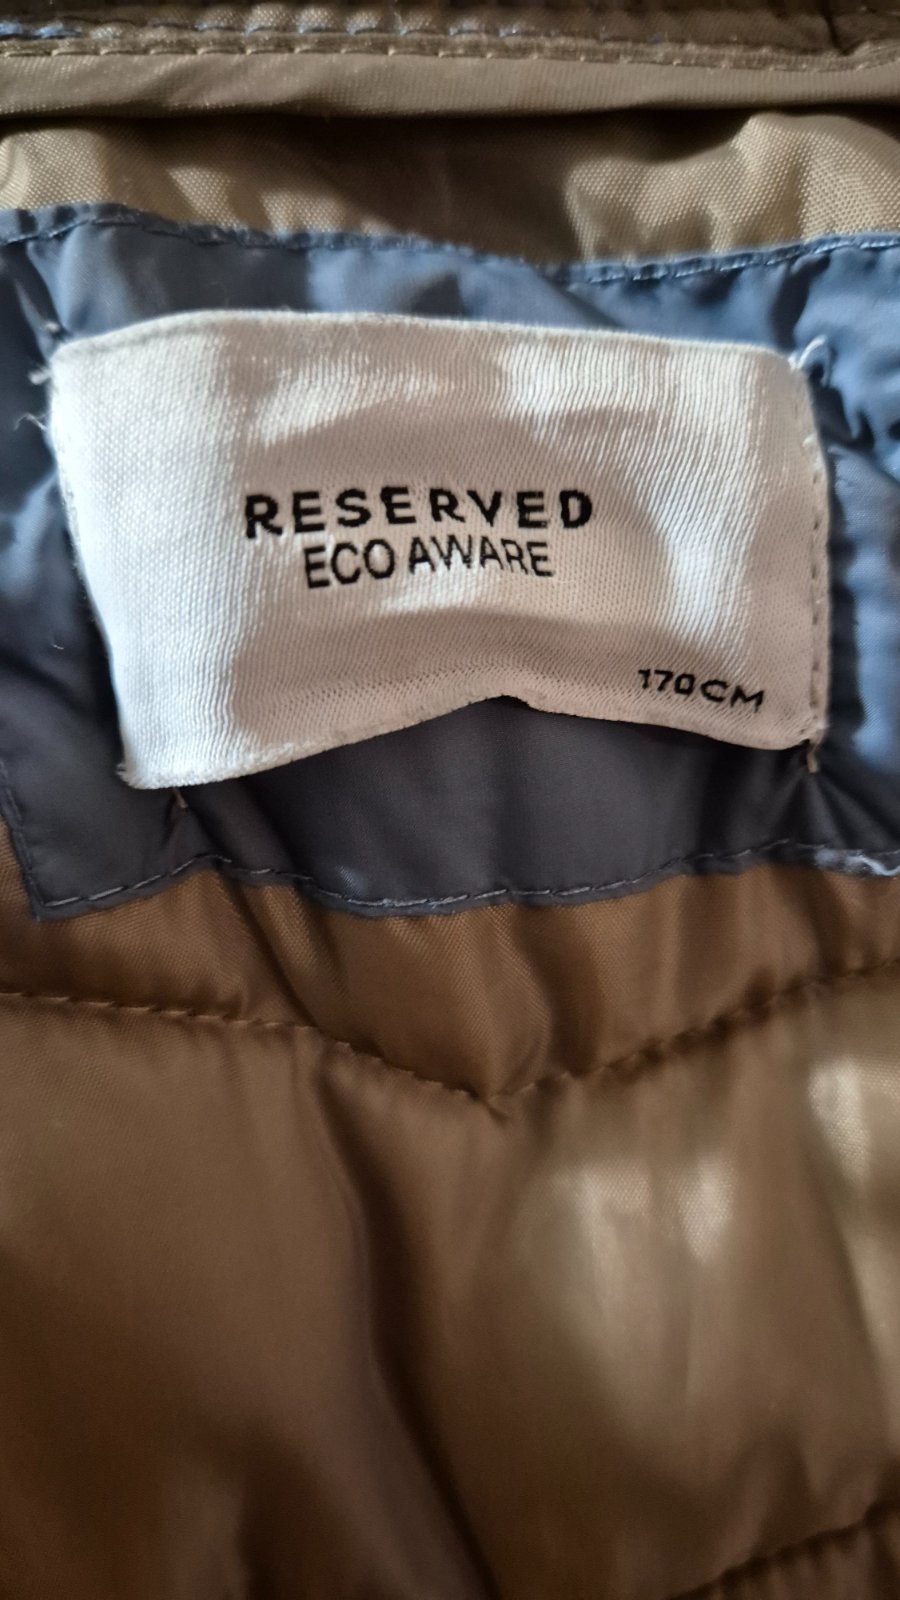 RESERVED
ECO AWARE
170CM